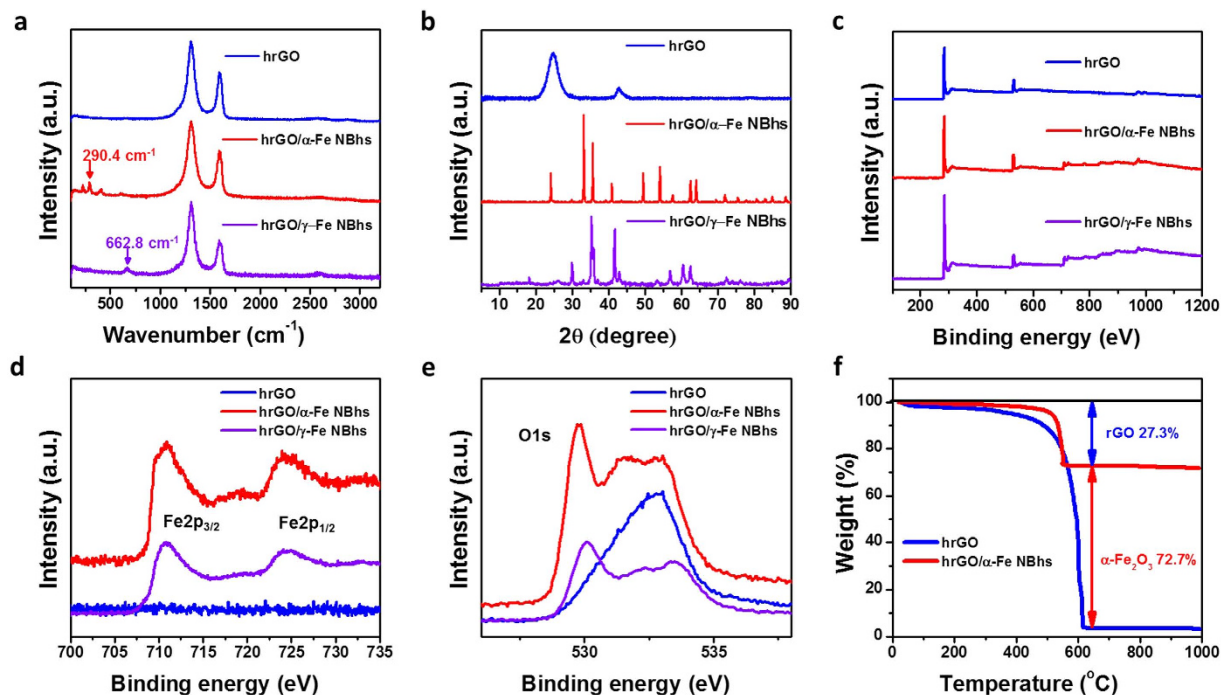 a
Intensity (a.u.)
hrGO
hrGO/α-Fe NBhs
290.4 cm⁻¹
hrGO/γ–Fe NBhs
662.8 cm⁻¹
500 1000 1500 2000 2500 3000
Wavenumber (cm⁻¹)
b
Intensity (a.u.)
hrGO
hrGO/α–Fe NBhs
hrGO/γ–Fe NBhs
10 20 30 40 50 60 70 80 90
2θ (degree)
c
Intensity (a.u.)
hrGO
hrGO/α-Fe NBhs
hrGO/γ-Fe NBhs
200 400 600 800 1000 1200
Binding energy (eV)
d
Intensity (a.u.)
hrGO
hrGO/α-Fe NBhs
hrGO/γ-Fe NBhs
Fe2p₃/₂
Fe2p₁/₂
700 705 710 715 720 725 730 735
Binding energy (eV)
e
Intensity (a.u.)
hrGO
hrGO/α-Fe NBhs
hrGO/γ-Fe NBhs
O1s
530 535
Binding energy (eV)
f
Weight (%)
100
80
60
40
20
0
rGO 27.3%
α-Fe₂O₃ 72.7%
hrGO
hrGO/α-Fe NBhs
0 200 400 600 800 1000
Temperature (°C)